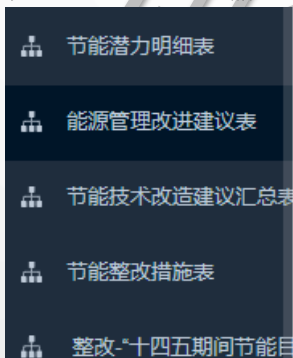 节能潜力明细表
能源管理改进建议表
节能技术改造建议汇总表
节能整改措施表
整改-“十四五期间节能目